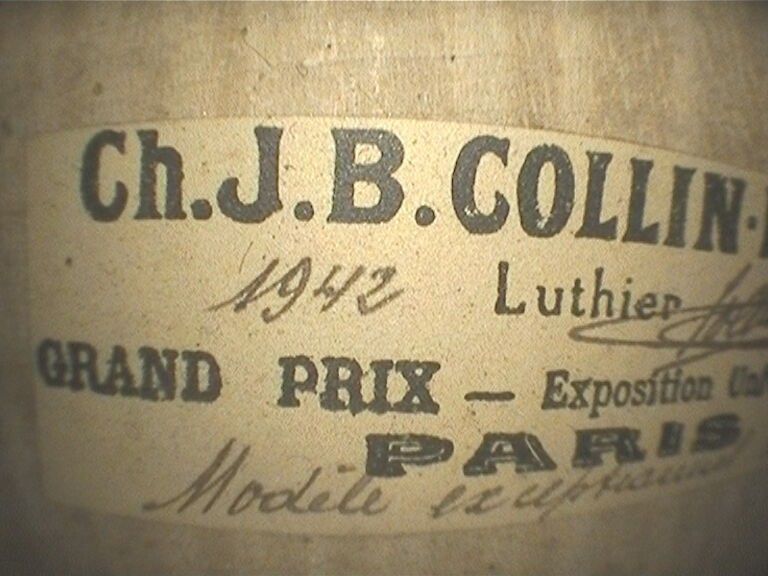 Ch. J. B. COLLIN-
1942 Luthier
GRAND PRIX — Exposition
PARIS
Modèle